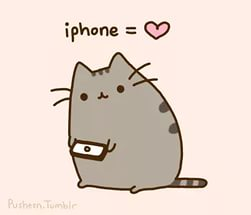 iphone = ♥
Pusheen.Tumblr